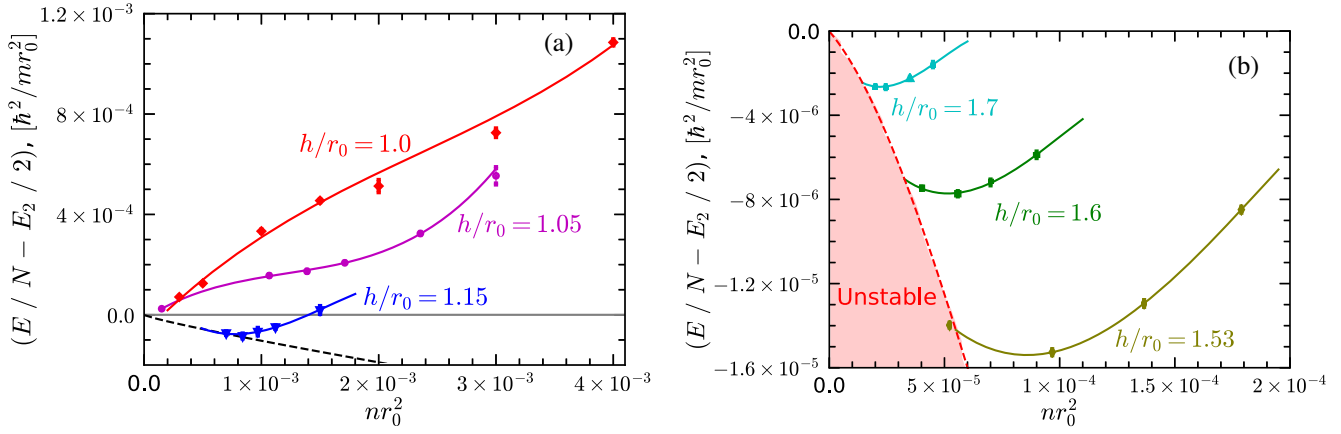 (E / N − E₂ / 2), [ħ²/mr₀²]
1.2 × 10⁻³
8 × 10⁻⁴
4 × 10⁻⁴
0.0
(a)
h/r₀ = 1.0
h/r₀ = 1.05
h/r₀ = 1.15
0.0
1 × 10⁻³
2 × 10⁻³
3 × 10⁻³
4 × 10⁻³
nr₀²
(E / N − E₂ / 2), [ħ²/mr₀²]
0.0
−4 × 10⁻⁶
−8 × 10⁻⁶
−1.2 × 10⁻⁵
−1.6 × 10⁻⁵
(b)
h/r₀ = 1.7
h/r₀ = 1.6
Unstable
h/r₀ = 1.53
0.0
5 × 10⁻⁵
1 × 10⁻⁴
1.5 × 10⁻⁴
2 × 10⁻⁴
nr₀²